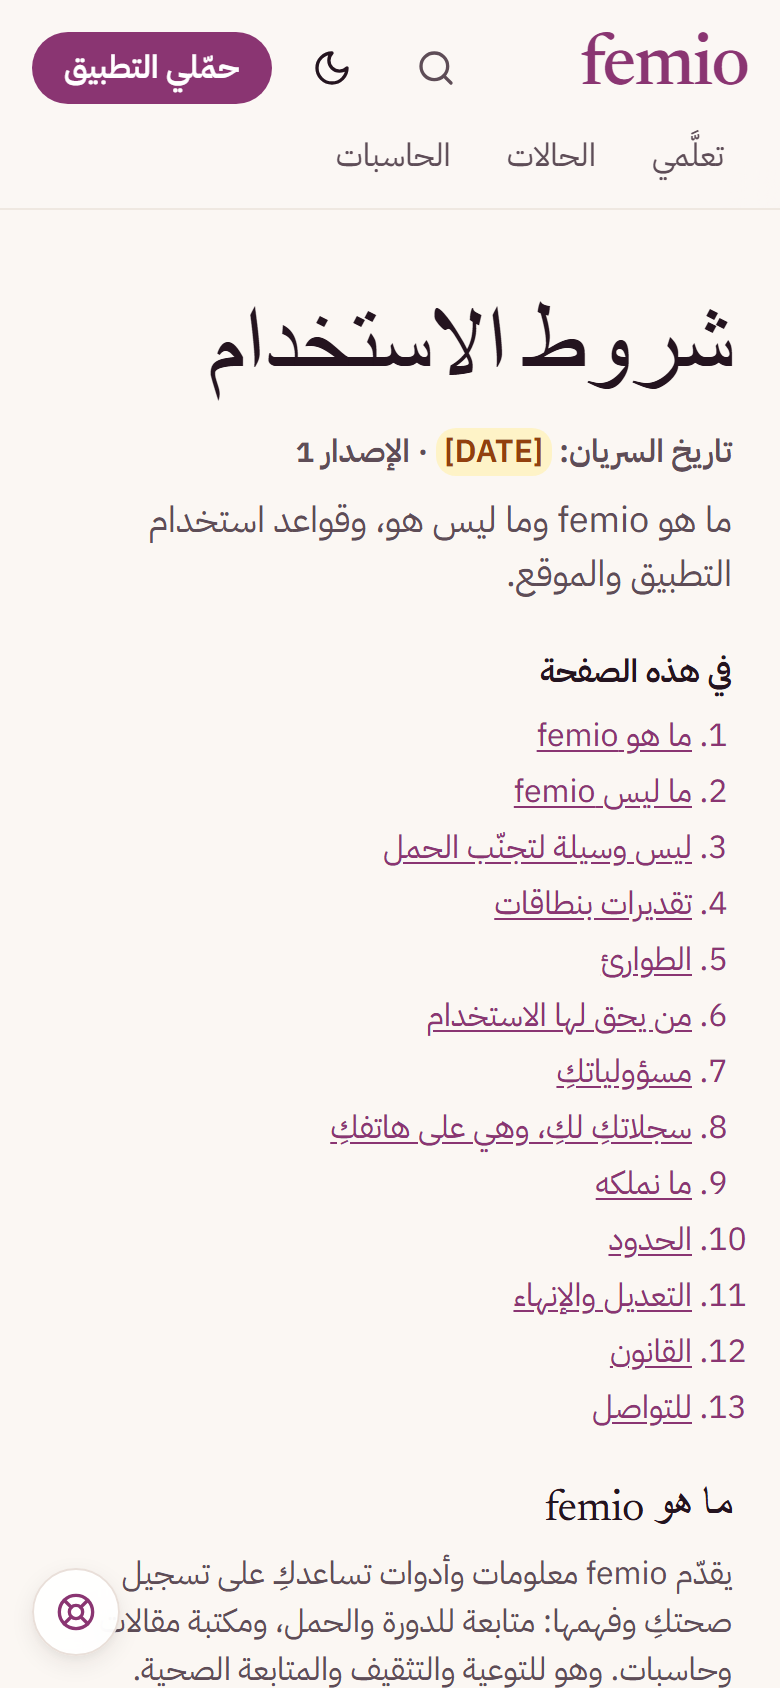 femio
حمّلي التطبيق
تعلَّمي
الحالات
الحاسبات
شروط الاستخدام
تاريخ السريان: [DATE] · الإصدار 1
ما هو femio وما ليس هو، وقواعد استخدام
التطبيق والموقع.
في هذه الصفحة
1. ما هو femio
2. ما ليس femio
3. ليس وسيلة لتجنّب الحمل
4. تقديرات بنطاقات
5. الطوارئ
6. من يحق لها الاستخدام
7. مسؤولياتكِ
8. سجلاتكِ لكِ، وهي على هاتفكِ
9. ما نملكه
10. الحدود
11. التعديل والإنهاء
12. القانون
13. للتواصل
ما هو femio
يقدّم femio معلومات وأدوات تساعدكِ على تسجيل
صحتكِ وفهمها: متابعة للدورة والحمل، ومكتبة مقالات
وحاسبات. وهو للتوعية والتثقيف والمتابعة الصحية.